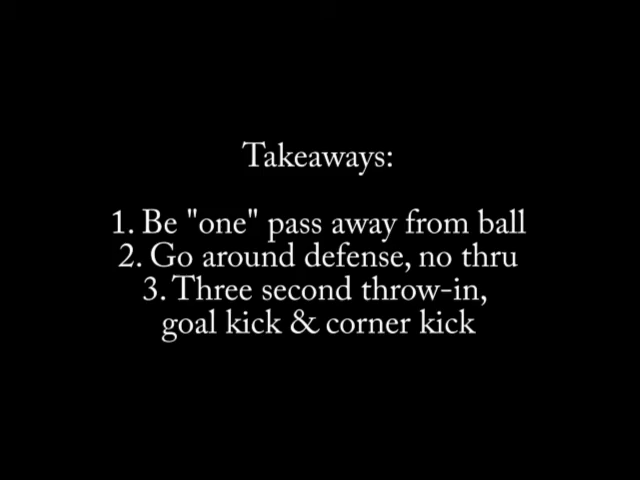 Takeaways:
1. Be "one" pass away from ball
2. Go around defense, no thru
3. Three second throw-in,
goal kick & corner kick